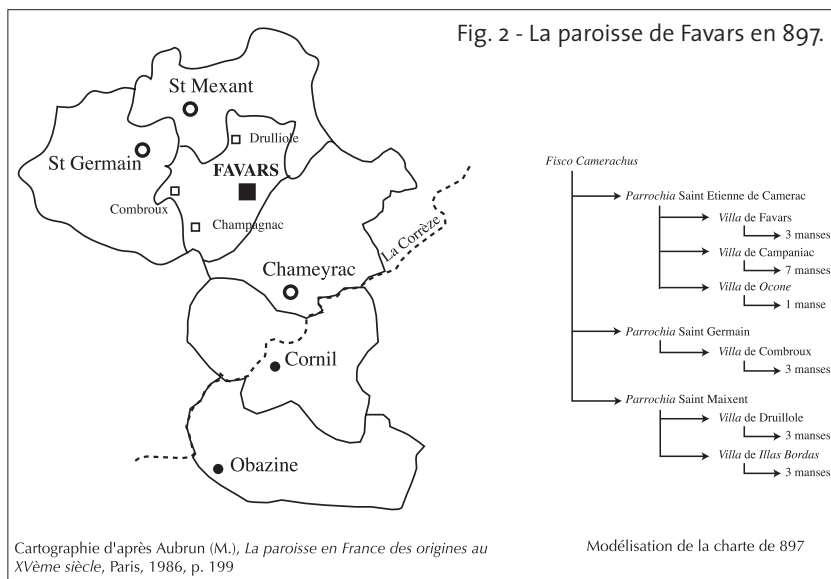 Fig. 2 - La paroisse de Favars en 897.
St Mexant
Drulliole
St Germain
FAVARS
Combroux
Champagnac
La Corrèze
Chameyrac
Cornil
Obazine
Fisco Camerachus
Parrochia Saint Etienne de Camerac
Villa de Favars
3 manses
Villa de Campaniac
7 manses
Villa de Ocone
1 manse
Parrochia Saint Germain
Villa de Combroux
3 manses
Parrochia Saint Maixent
Villa de Druillole
3 manses
Villa de Illas Bordas
3 manses
Cartographie d'après Aubrun (M.), La paroisse en France des origines au
XVème siècle, Paris, 1986, p. 199
Modélisation de la charte de 897